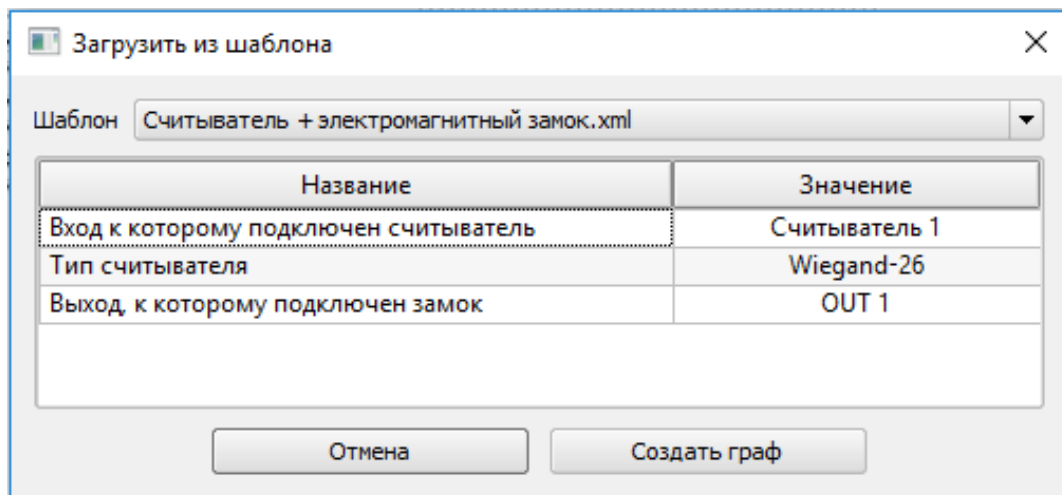 Загрузить из шаблона
Шаблон Считыватель + электромагнитный замок.xml
Название Значение
Вход к которому подключен считыватель Считыватель 1
Тип считывателя Wiegand-26
Выход, к которому подключен замок OUT 1
Отмена Создать граф